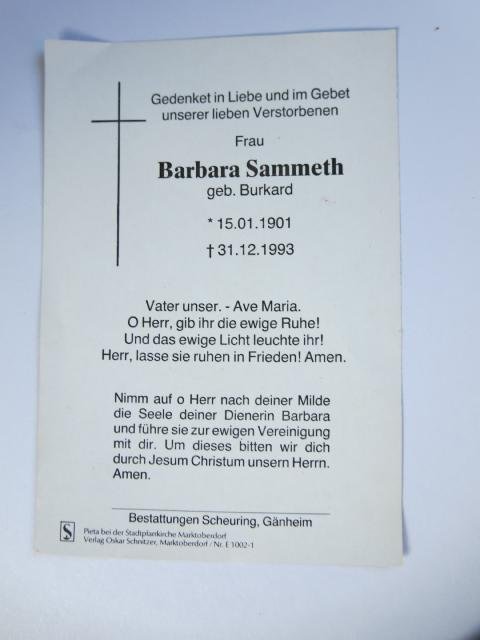 Gedenket in Liebe und im Gebet
unserer lieben Verstorbenen
Frau
Barbara Sammeth
geb. Burkard
* 15.01.1901
† 31.12.1993
Vater unser. - Ave Maria.
O Herr, gib ihr die ewige Ruhe!
Und das ewige Licht leuchte ihr!
Herr, lasse sie ruhen in Frieden! Amen.
Nimm auf o Herr nach deiner Milde
die Seele deiner Dienerin Barbara
und führe sie zur ewigen Vereinigung
mit dir. Um dieses bitten wir dich
durch Jesum Christum unsern Herrn.
Amen.
Bestattungen Scheuring, Gänheim
S
Pieta bei der Stadtpfarrkirche Marktoberdorf
Verlag Oskar Schnitzer, Marktoberdorf / Nr. E 1002-1